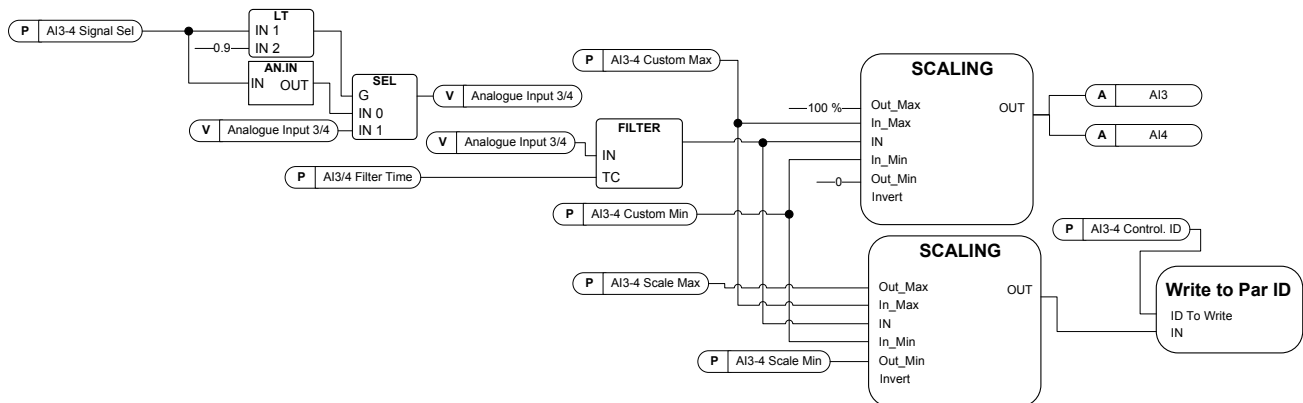 LT
P AI3-4 Signal Sel
IN 1
0.9
IN 2
AN.IN
IN OUT
SEL
G
IN 0
IN 1
V Analogue Input 3/4
V Analogue Input 3/4
P AI3-4 Custom Max
FILTER
IN
TC
V Analogue Input 3/4
P AI3/4 Filter Time
P AI3-4 Custom Min
SCALING
100 %
Out_Max
In_Max
IN
In_Min
0
Out_Min
Invert
OUT
A AI3
A AI4
P AI3-4 Control. ID
SCALING
P AI3-4 Scale Max
Out_Max
In_Max
IN
In_Min
P AI3-4 Scale Min
Out_Min
Invert
OUT
Write to Par ID
ID To Write
IN